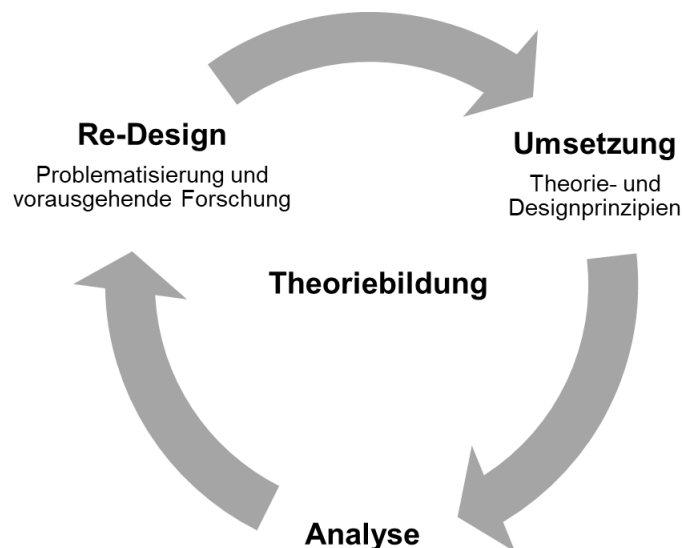 Re-Design
Problematisierung und
vorausgehende Forschung
Umsetzung
Theorie- und
Designprinzipien
Theoriebildung
Analyse